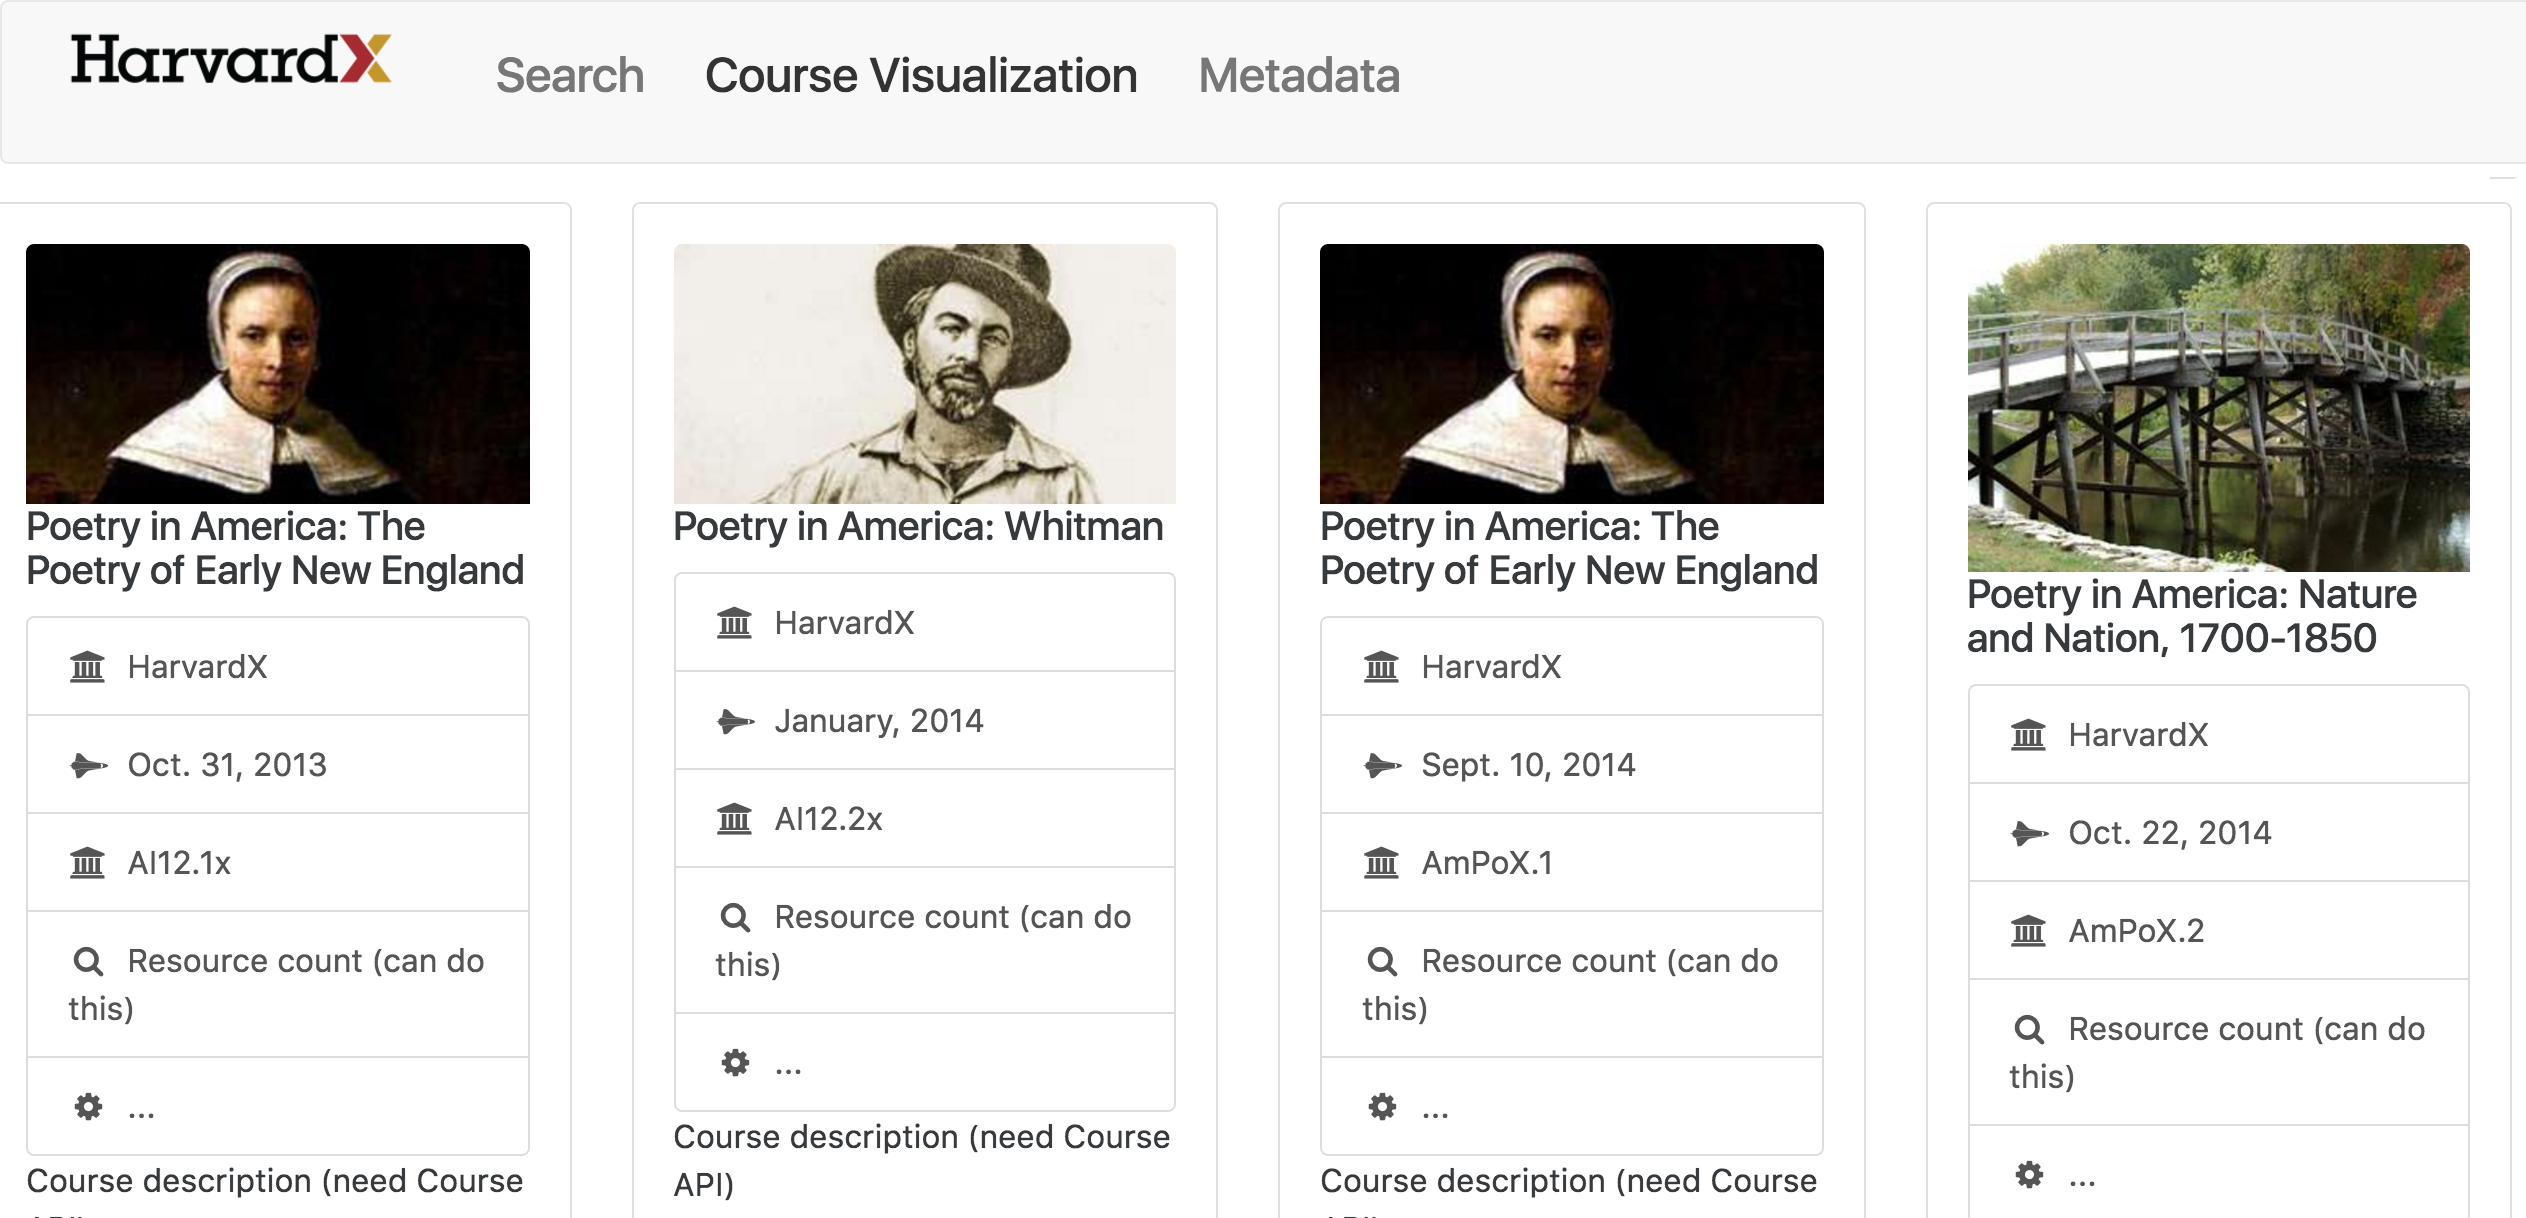 HarvardX
Search
Course Visualization
Metadata
Poetry in America: The
Poetry of Early New England
HarvardX
Oct. 31, 2013
AI12.1x
Resource count (can do
this)
...
Course description (need Course
Poetry in America: Whitman
HarvardX
January, 2014
AI12.2x
Resource count (can do
this)
...
Course description (need Course
API)
Poetry in America: The
Poetry of Early New England
HarvardX
Sept. 10, 2014
AmPoX.1
Resource count (can do
this)
...
Course description (need Course
Poetry in America: Nature
and Nation, 1700-1850
HarvardX
Oct. 22, 2014
AmPoX.2
Resource count (can do
this)
...